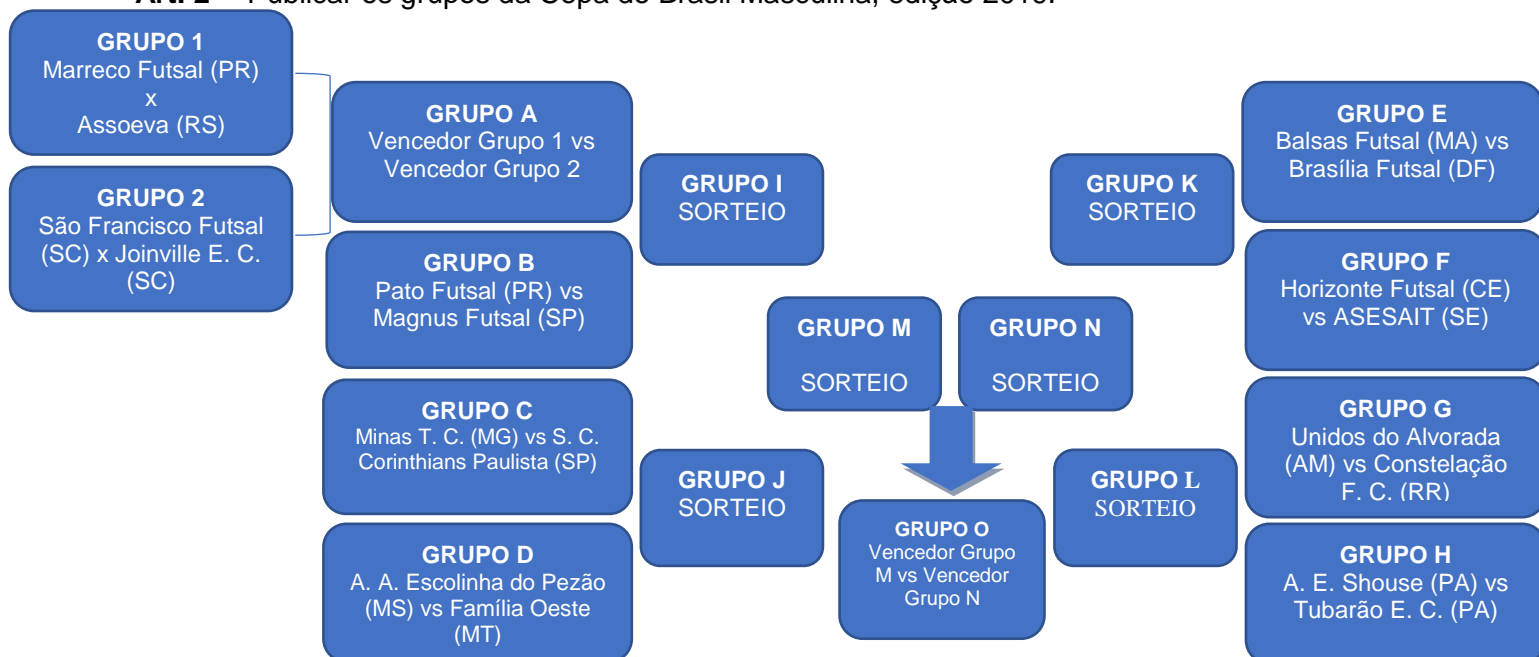 Publicar os grupos da Copa do Brasil Masculina, edição
GRUPO 1
Marreco Futsal (PR)
x
Assoeva (RS)
GRUPO 2
São Francisco Futsal
(SC) x Joinville E. C.
(SC)
GRUPO A
Vencedor Grupo 1 vs
Vencedor Grupo 2
GRUPO B
Pato Futsal (PR) vs
Magnus Futsal (SP)
GRUPO C
Minas T. C. (MG) vs S. C.
Corinthians Paulista (SP)
GRUPO D
A. A. Escolinha do Pezão
(MS) vs Família Oeste
(MT)
GRUPO I
SORTEIO
GRUPO J
SORTEIO
GRUPO M
SORTEIO
GRUPO N
SORTEIO
GRUPO O
Vencedor Grupo
M vs Vencedor
Grupo N
GRUPO K
SORTEIO
GRUPO L
SORTEIO
GRUPO E
Balsas Futsal (MA) vs
Brasília Futsal (DF)
GRUPO F
Horizonte Futsal (CE)
vs ASESAIT (SE)
GRUPO G
Unidos do Alvorada
(AM) vs Constelação
F. C. (RR)
GRUPO H
A. E. Shouse (PA) vs
Tubarão E. C. (PA)